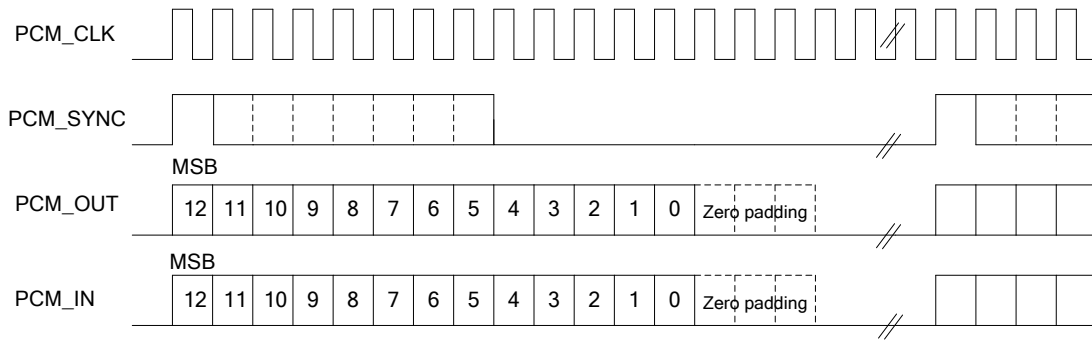 PCM_CLK
PCM_SYNC
MSB
PCM_OUT
12 11 10 9 8 7 6 5 4 3 2 1 0 Zero padding
MSB
PCM_IN
12 11 10 9 8 7 6 5 4 3 2 1 0 Zero padding